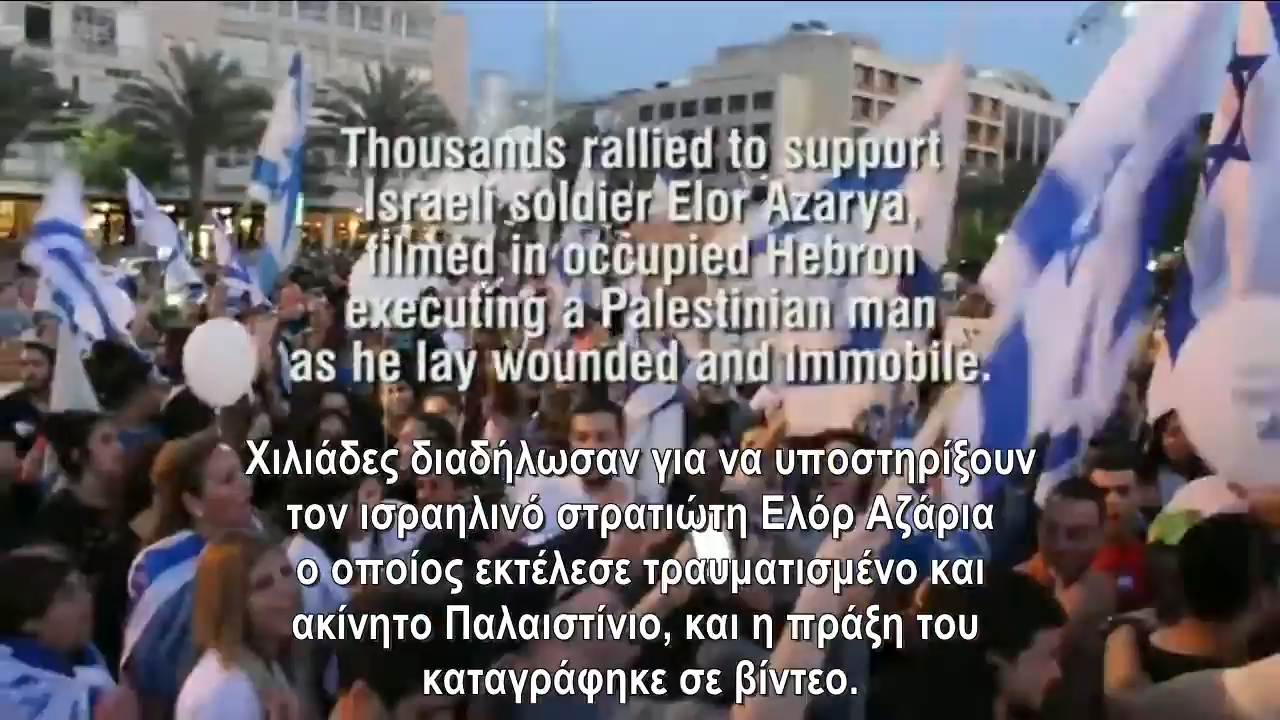 Thousands rallied to support
Israeli soldier Elor Azarya,
filmed in occupied Hebron
executing a Palestinian man
as he lay wounded and immobile.
Χιλιάδες διαδήλωσαν για να υποστηρίξουν
τον ισραηλινό στρατιώτη Ελόρ Αζάρια
ο οποίος εκτέλεσε τραυματισμένο και
ακίνητο Παλαιστίνιο, και η πράξη του
καταγράφηκε σε βίντεο.